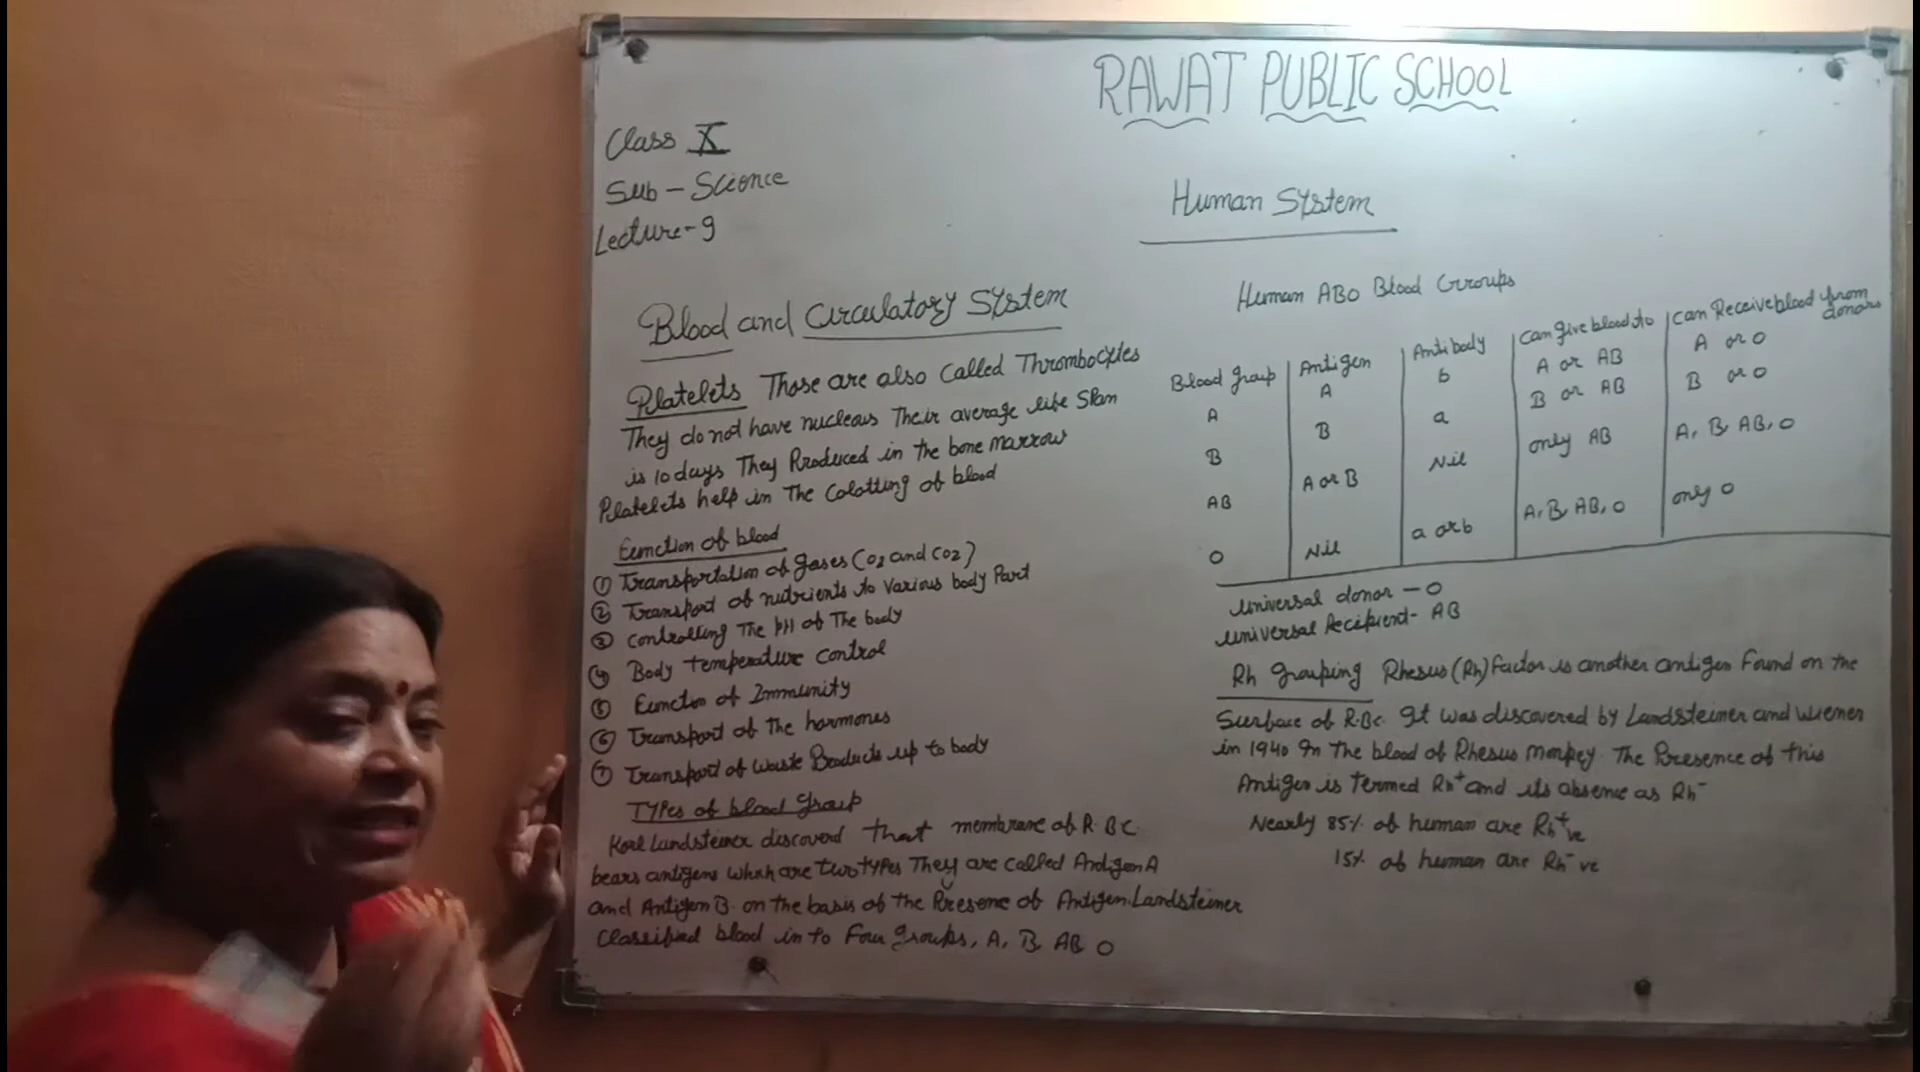 RAWAT PUBLIC SCHOOL
Class X
Sub - Science
Lecture - 9
Human System
Blood and Circulatory System
Platelets Those are also called Thrombocytes
They do not have nucleous Their average life span
is 10 days They Produced in the bone marrow
Platelets help in The Colotting of blood
Function of blood
① Transportation of gases (O2 and CO2)
② Transport of nutrients to various body Part
③ Controlling The pH of The body
④ Body temperature control
⑤ Function of Immunity
⑥ Transport of the hormones
⑦ Transport of waste Products up to body
Types of blood group
Karl Landsteiner discoverd that membrane of R.B.C.
bears antigens which are two types They are called Antigen A
and Antigen B. on the basis of the Presence of Antigen. Landsteiner
Classified blood in to Four groups, A, B AB O
Human ABO Blood Groups
Blood group Antigen Antibody Can give blood to Can Receive blood from donars
A A b A or AB A or O
B B a B or AB B or O
AB A or B Nil only AB A, B, AB, O
O Nil a or b A, B, AB, O only O
Universal donar - O
Universal Recipient - AB
Rh grouping Rhesus (Rh) Factor is another antigen Found on the
Surface of R.B.C. It was discovered by Landsteiner and Wiener
in 1940 In The blood of Rhesus monkey. The Presence of this
Antigen is termed Rh+ and its absence as Rh-
Nearly 85% of human are Rh+ve
15% of human are Rh-ve